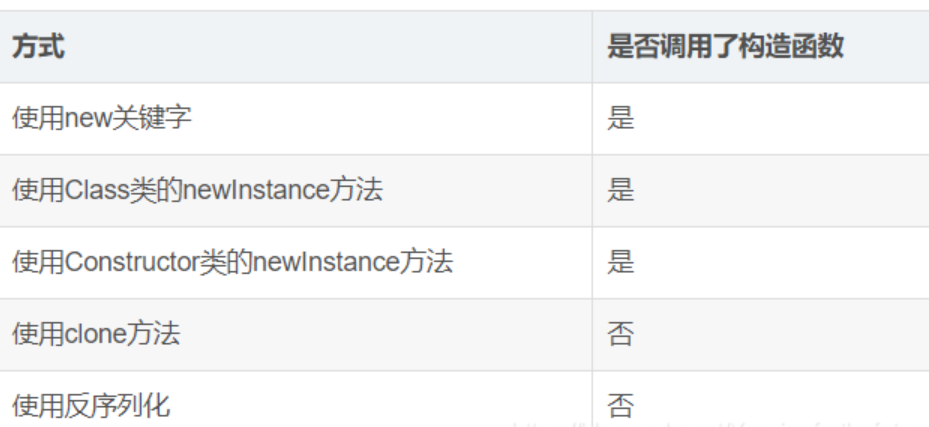 方式 是否调用了构造函数
使用new关键字 是
使用Class类的newInstance方法 是
使用Constructor类的newInstance方法 是
使用clone方法 否
使用反序列化 否